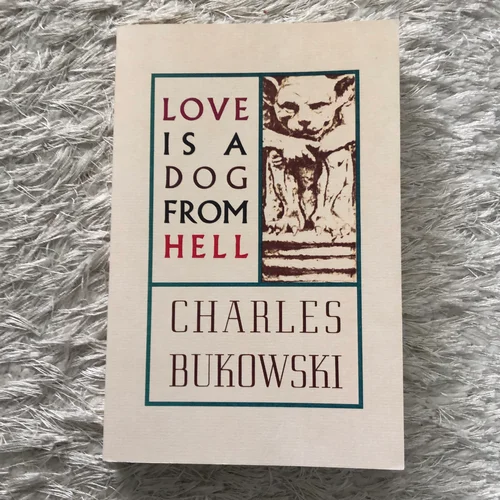 LOVE
IS A
DOG
FROM
HELL
CHARLES
BUKOWSKI